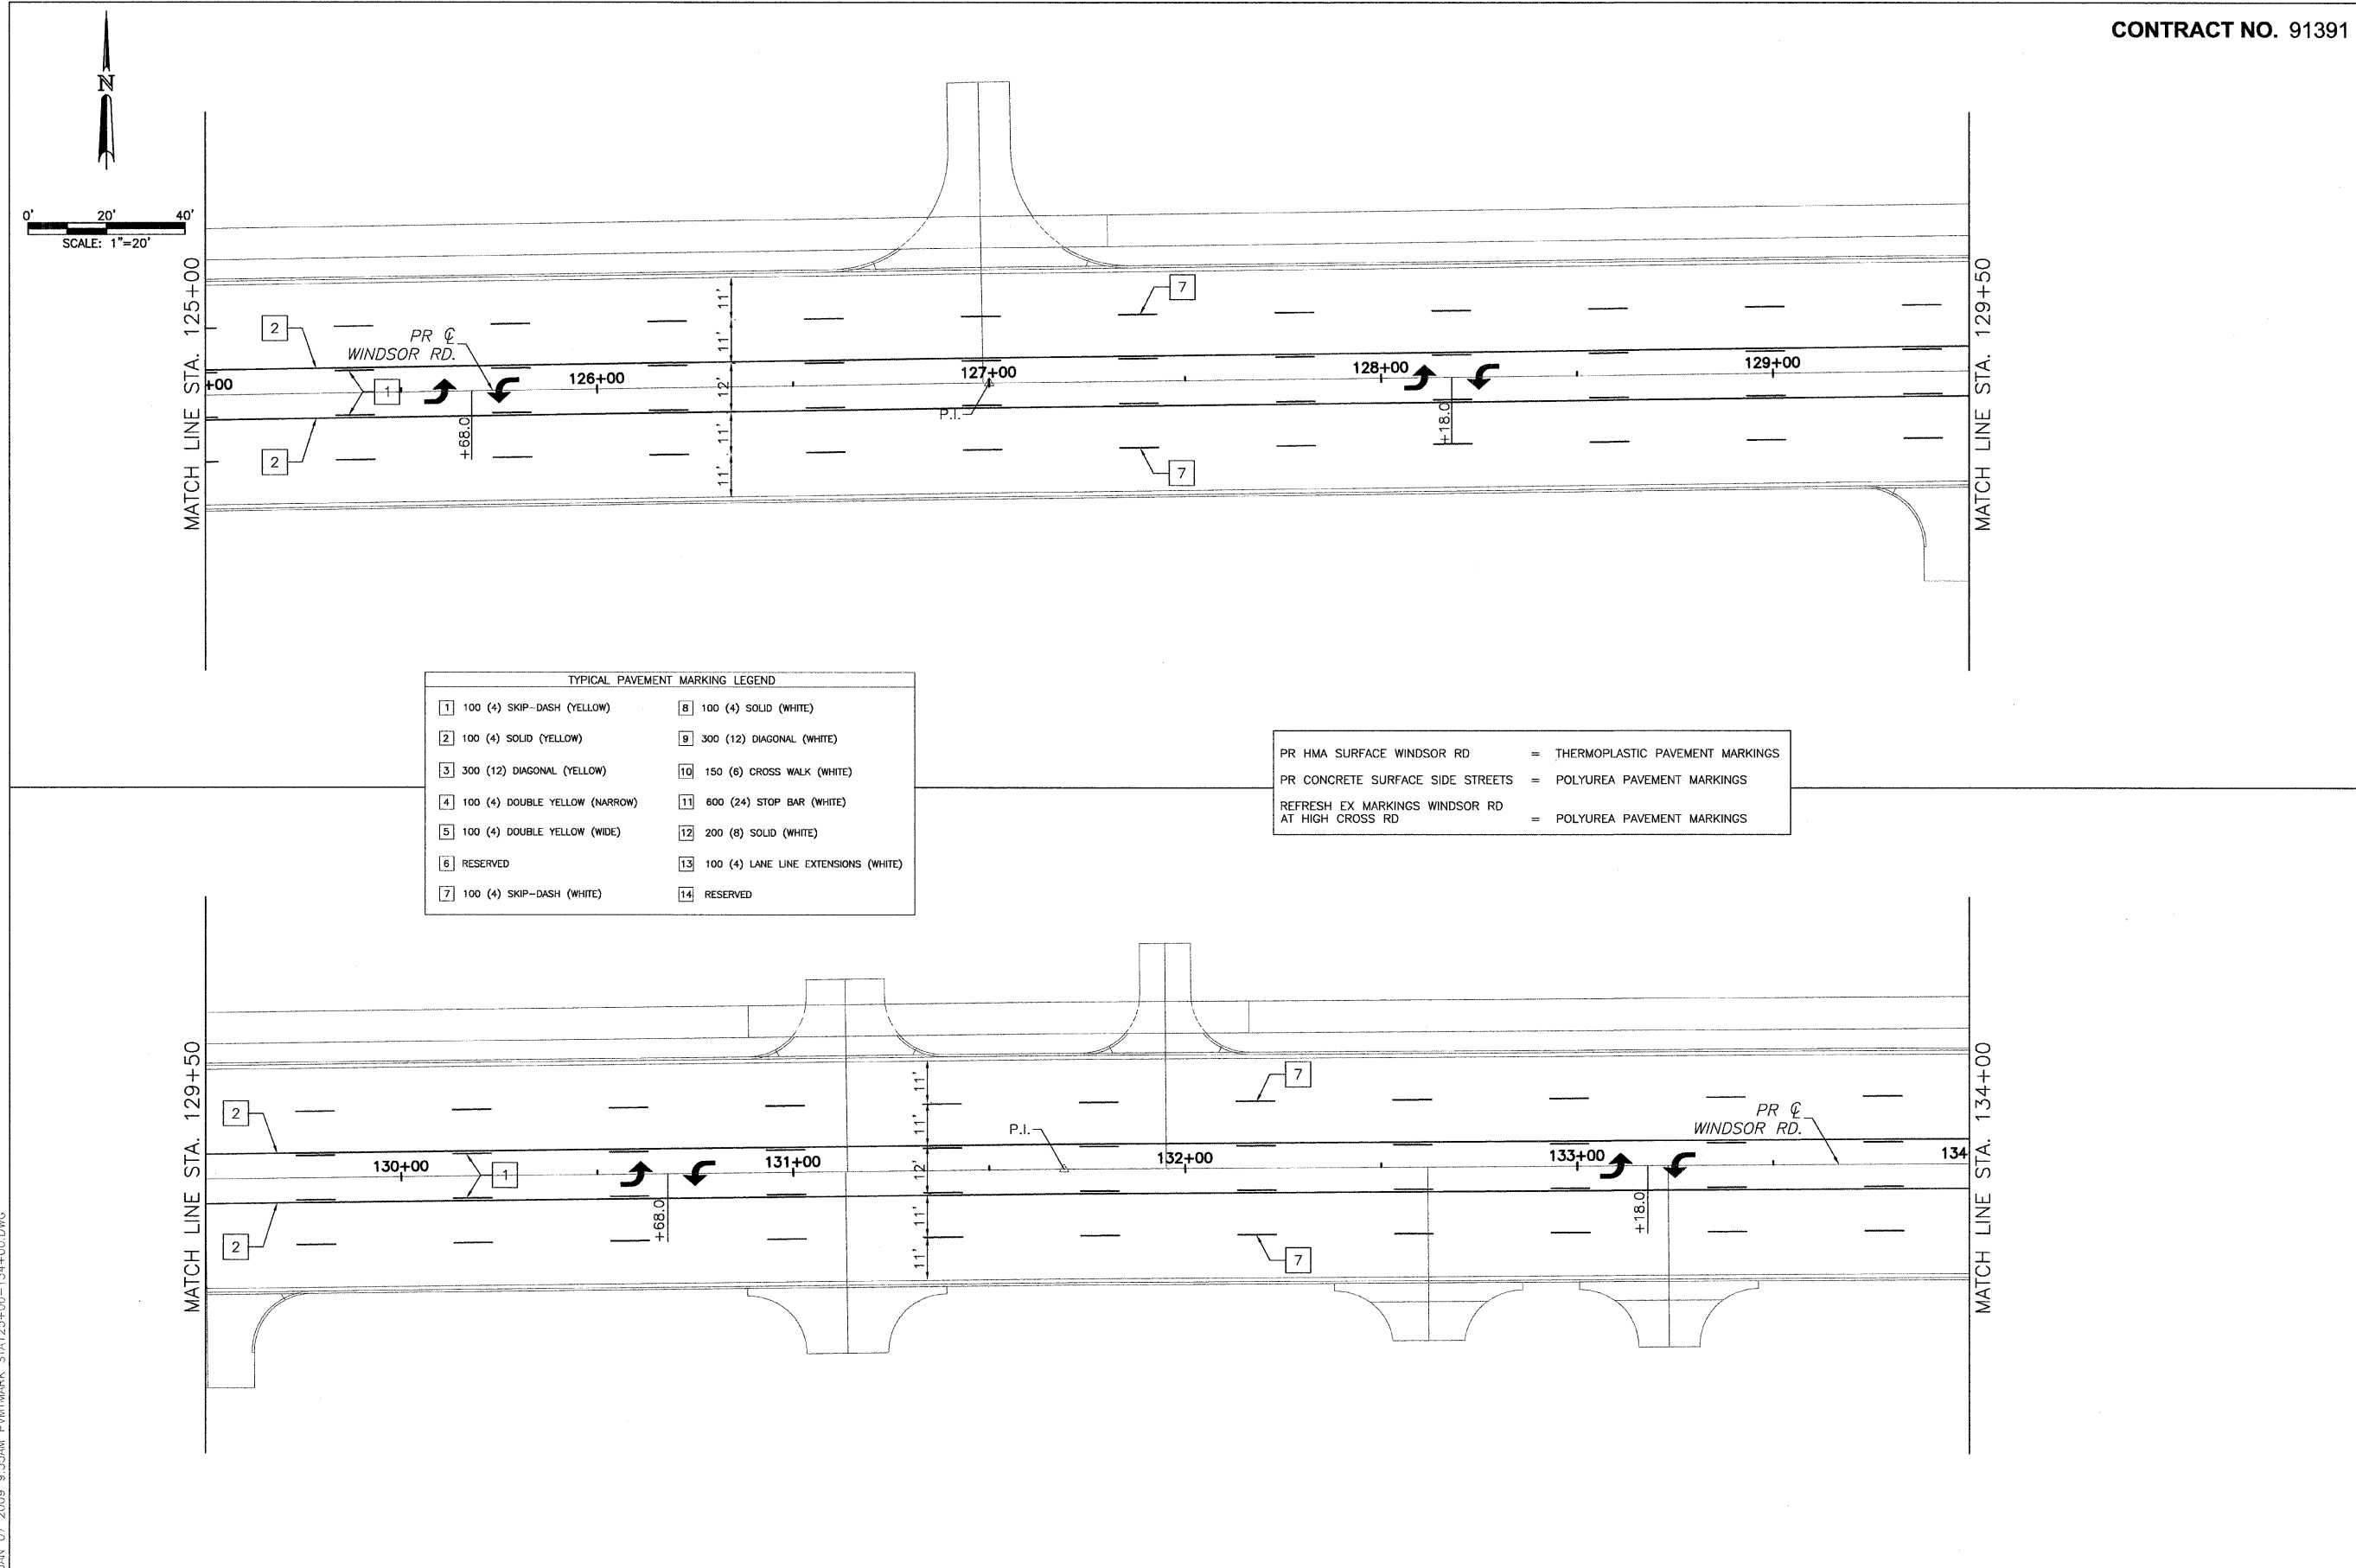 CONTRACT NO. 91391
N
0' 20' 40'
SCALE: 1"=20'
MATCH LINE STA. 125+00
2
PR ℄
WINDSOR RD.
+00
1
2
+68.0
126+00
11'
11'
12'
11'
11'
127+00
P.I.
7
7
128+00
+18.0
129+00
MATCH LINE STA. 129+50
TYPICAL PAVEMENT MARKING LEGEND
1 100 (4) SKIP-DASH (YELLOW)
2 100 (4) SOLID (YELLOW)
3 300 (12) DIAGONAL (YELLOW)
4 100 (4) DOUBLE YELLOW (NARROW)
5 100 (4) DOUBLE YELLOW (WIDE)
6 RESERVED
7 100 (4) SKIP-DASH (WHITE)
8 100 (4) SOLID (WHITE)
9 300 (12) DIAGONAL (WHITE)
10 150 (6) CROSS WALK (WHITE)
11 600 (24) STOP BAR (WHITE)
12 200 (8) SOLID (WHITE)
13 100 (4) LANE LINE EXTENSIONS (WHITE)
14 RESERVED
PR HMA SURFACE WINDSOR RD = THERMOPLASTIC PAVEMENT MARKINGS
PR CONCRETE SURFACE SIDE STREETS = POLYUREA PAVEMENT MARKINGS
REFRESH EX MARKINGS WINDSOR RD
AT HIGH CROSS RD = POLYUREA PAVEMENT MARKINGS
MATCH LINE STA. 129+50
2
2
130+00
1
+68.0
131+00
11'
11'
12'
11'
11'
P.I.
132+00
7
7
133+00
+18.0
PR ℄
WINDSOR RD.
134
MATCH LINE STA. 134+00
2009 9:53AM PVMTMARK STA125+00-134+00.DWG